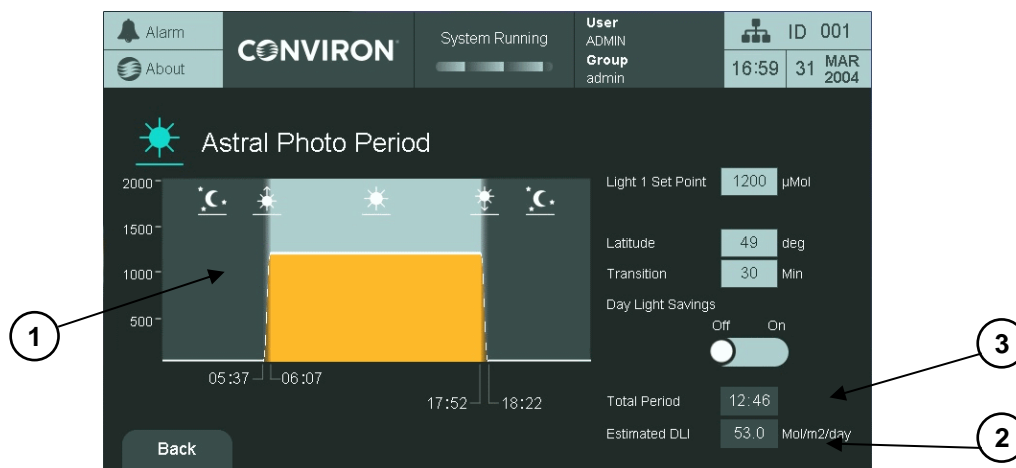 Alarm
About
CONVIRON
System Running
User
ADMIN
Group
admin
ID 001
16:59 31 MAR 2004
Astral Photo Period
2000
1500
1000
500
05:37
06:07
17:52
18:22
Light 1 Set Point 1200 µMol
Latitude 49 deg
Transition 30 Min
Day Light Savings
Off On
Total Period 12:46
Estimated DLI 53.0 Mol/m2/day
Back
1
3
2